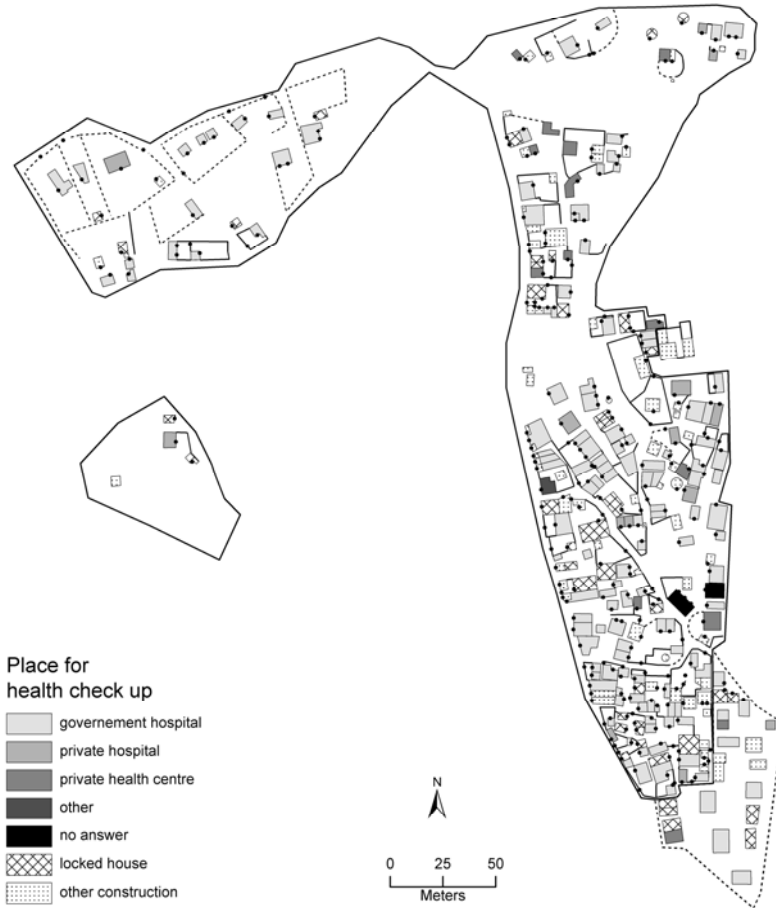 Place for
health check up
governement hospital
private hospital
private health centre
other
no answer
locked house
other construction
N
0 25 50
Meters